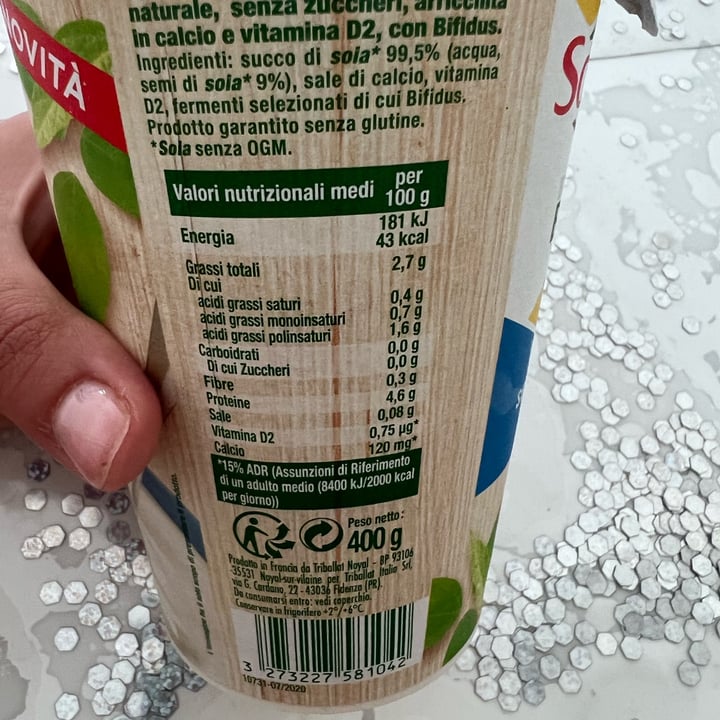 NOVITÀ
naturale, senza zuccheri, arricchita
in calcio e vitamina D2, con Bifidus.
Ingredienti: succo di soia* 99,5% (acqua,
semi di soia* 9%), sale di calcio, vitamina
D2, fermenti selezionati di cui Bifidus.
Prodotto garantito senza glutine.
*Soia senza OGM.
Valori nutrizionali medi per 100 g
Energia 181 kJ
43 kcal
Grassi totali 2,7 g
Di cui
acidi grassi saturi 0,4 g
acidi grassi monoinsaturi 0,7 g
acidi grassi polinsaturi 1,6 g
Carboidrati 0,0 g
Di cui Zuccheri 0,0 g
Fibre 0,3 g
Proteine 4,6 g
Sale 0,08 g
Vitamina D2 0,75 µg*
Calcio 120 mg*
*15% ADR (Assunzioni di Riferimento
di un adulto medio (8400 kJ/2000 kcal
per giorno))
Peso netto:
400 g
Prodotto in Francia da Triballat Noyal - BP 93106
35531 Noyal-sur-vilaine per Triballat Italia Srl,
via G. Cardano, 22 - 43036 Fidenza (PR).
Da consumarsi entro: vedi coperchio.
Conservare in frigorifero +2°/+6°C
3 273227 581042
10731-07/2020
So